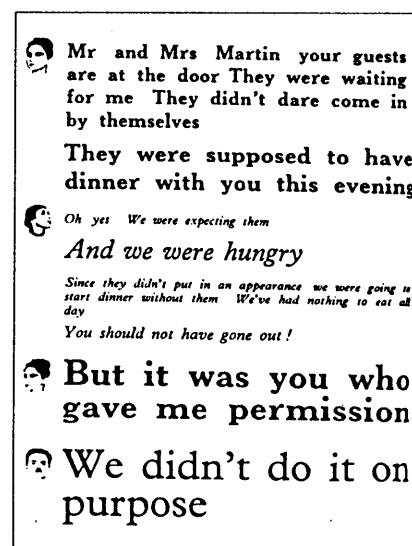 Mr and Mrs Martin your guests
are at the door They were waiting
for me They didn't dare come in
by themselves
They were supposed to have
dinner with you this evening
Oh yes We were expecting them
And we were hungry
Since they didn't put in an appearance we were going to
start dinner without them We've had nothing to eat all
day
You should not have gone out !
But it was you who
gave me permission
We didn't do it on
purpose